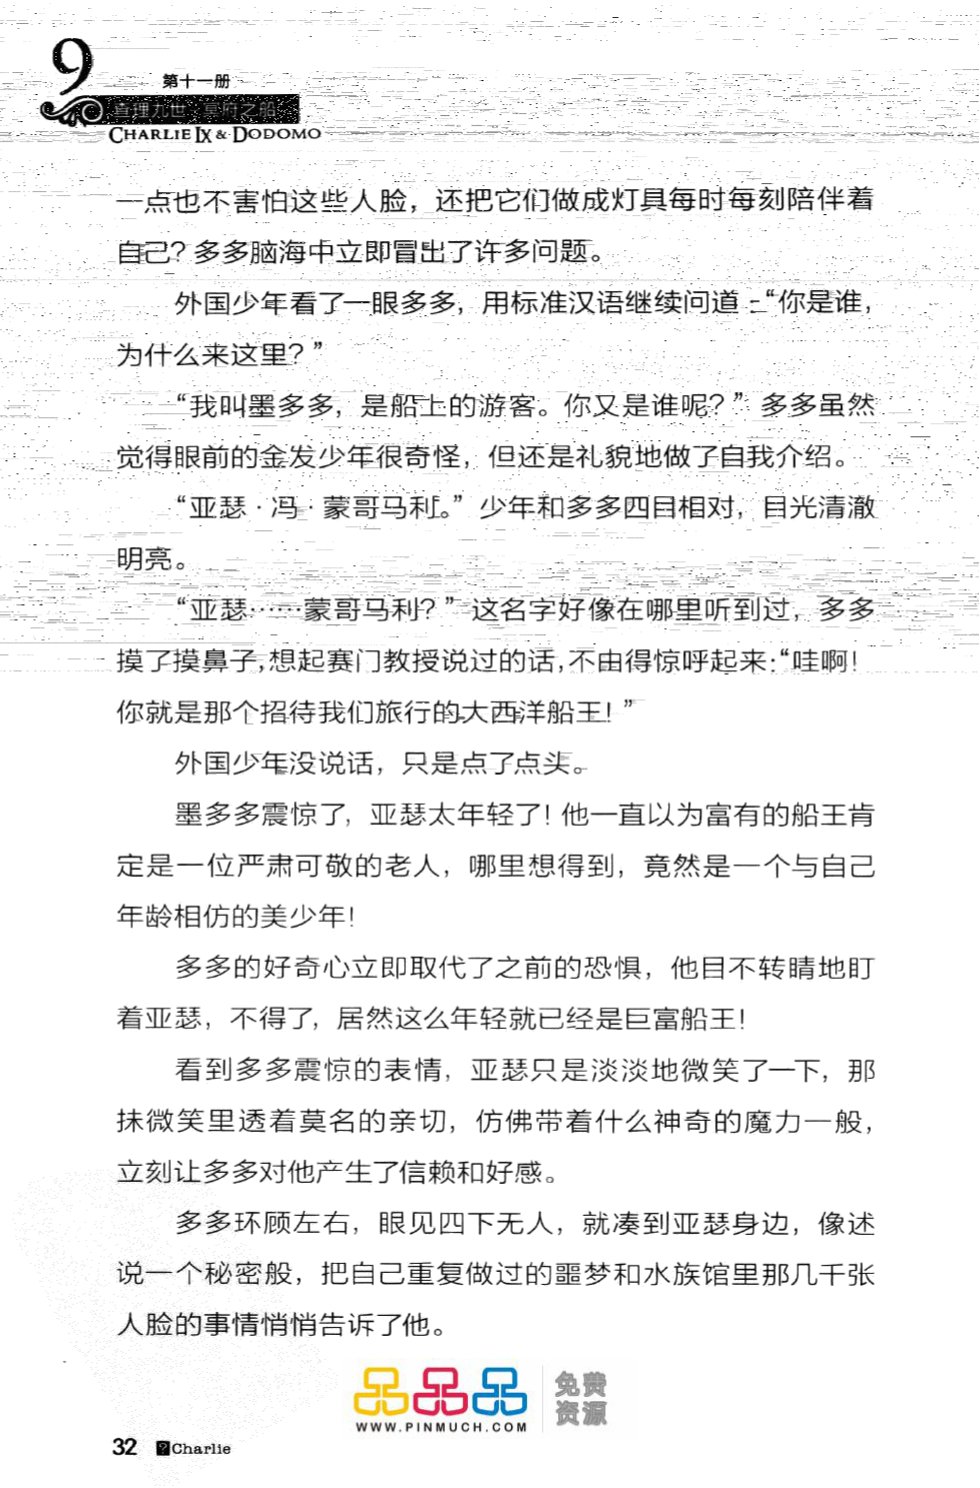 9
第十一册
查理九世·冥府之船
CHARLIE IX & DODOMO
一点也不害怕这些人脸，还把它们做成灯具每时每刻陪伴着
自己？多多脑海中立即冒出了许多问题。
外国少年看了一眼多多，用标准汉语继续问道：“你是谁，
为什么来这里？”
“我叫墨多多，是船上的游客。你又是谁呢？”多多虽然
觉得眼前的金发少年很奇怪，但还是礼貌地做了自我介绍。
“亚瑟·冯·蒙哥马利。”少年和多多四目相对，目光清澈
明亮。
“亚瑟……蒙哥马利？”这名字好像在哪里听到过，多多
摸了摸鼻子，想起赛门教授说过的话，不由得惊呼起来：“哇啊！
你就是那个招待我们旅行的大西洋船王！”
外国少年没说话，只是点了点头。
墨多多震惊了，亚瑟太年轻了！他一直以为富有的船王肯
定是一位严肃可敬的老人，哪里想得到，竟然是一个与自己
年龄相仿的美少年！
多多的好奇心立即取代了之前的恐惧，他目不转睛地盯
着亚瑟，不得了，居然这么年轻就已经是巨富船王！
看到多多震惊的表情，亚瑟只是淡淡地微笑了一下，那
抹微笑里透着莫名的亲切，仿佛带着什么神奇的魔力一般，
立刻让多多对他产生了信赖和好感。
多多环顾左右，眼见四下无人，就凑到亚瑟身边，像述
说一个秘密般，把自己重复做过的噩梦和水族馆里那几千张
人脸的事情悄悄告诉了他。
品品品 免费
资源
WWW.PINMUCH.COM
32 ?Charlie